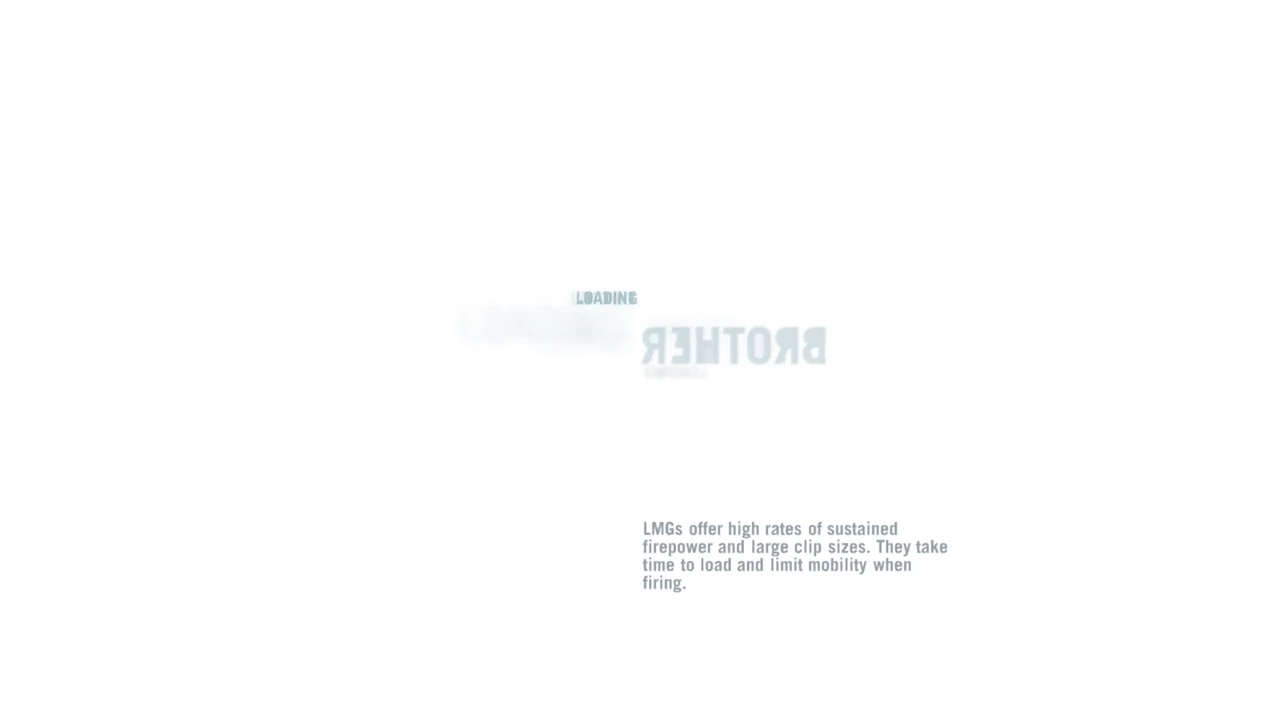 LOADING
BROTHER
LMGs offer high rates of sustained
firepower and large clip sizes. They take
time to load and limit mobility when
firing.